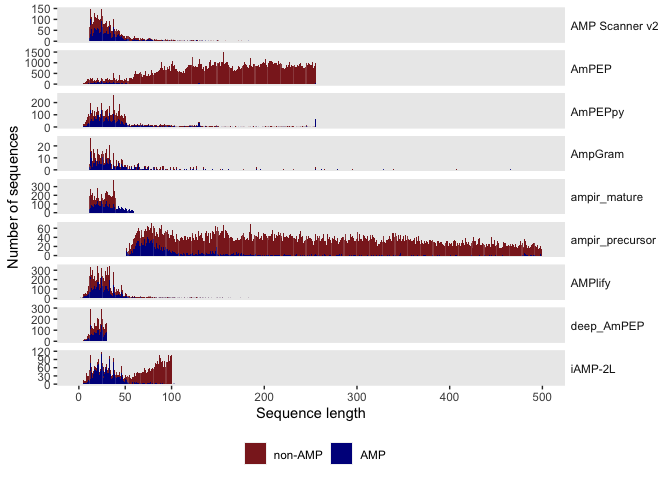 Number of sequences
150
100
50
0
AMP Scanner v2
1500
1000
500
0
AmPEP
200
100
0
AmPEPpy
20
10
0
AmpGram
300
200
100
0
ampir_mature
60
40
20
0
ampir_precursor
300
200
100
0
AMPlify
300
200
100
0
deep_AmPEP
120
90
60
30
0
iAMP-2L
0 50 100 200 300 400 500
Sequence length
non-AMP AMP